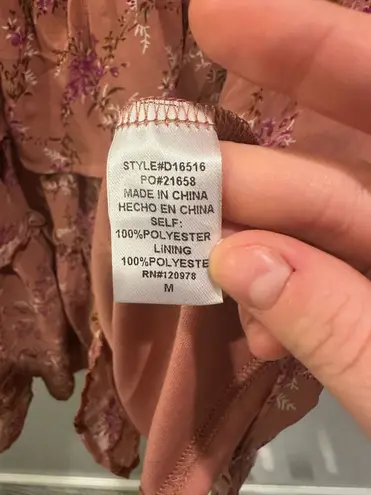 STYLE#D16516
PO#21658
MADE IN CHINA
HECHO EN CHINA
SELF:
100%POLYESTER
LINING
100%POLYESTE
RN#120978
M